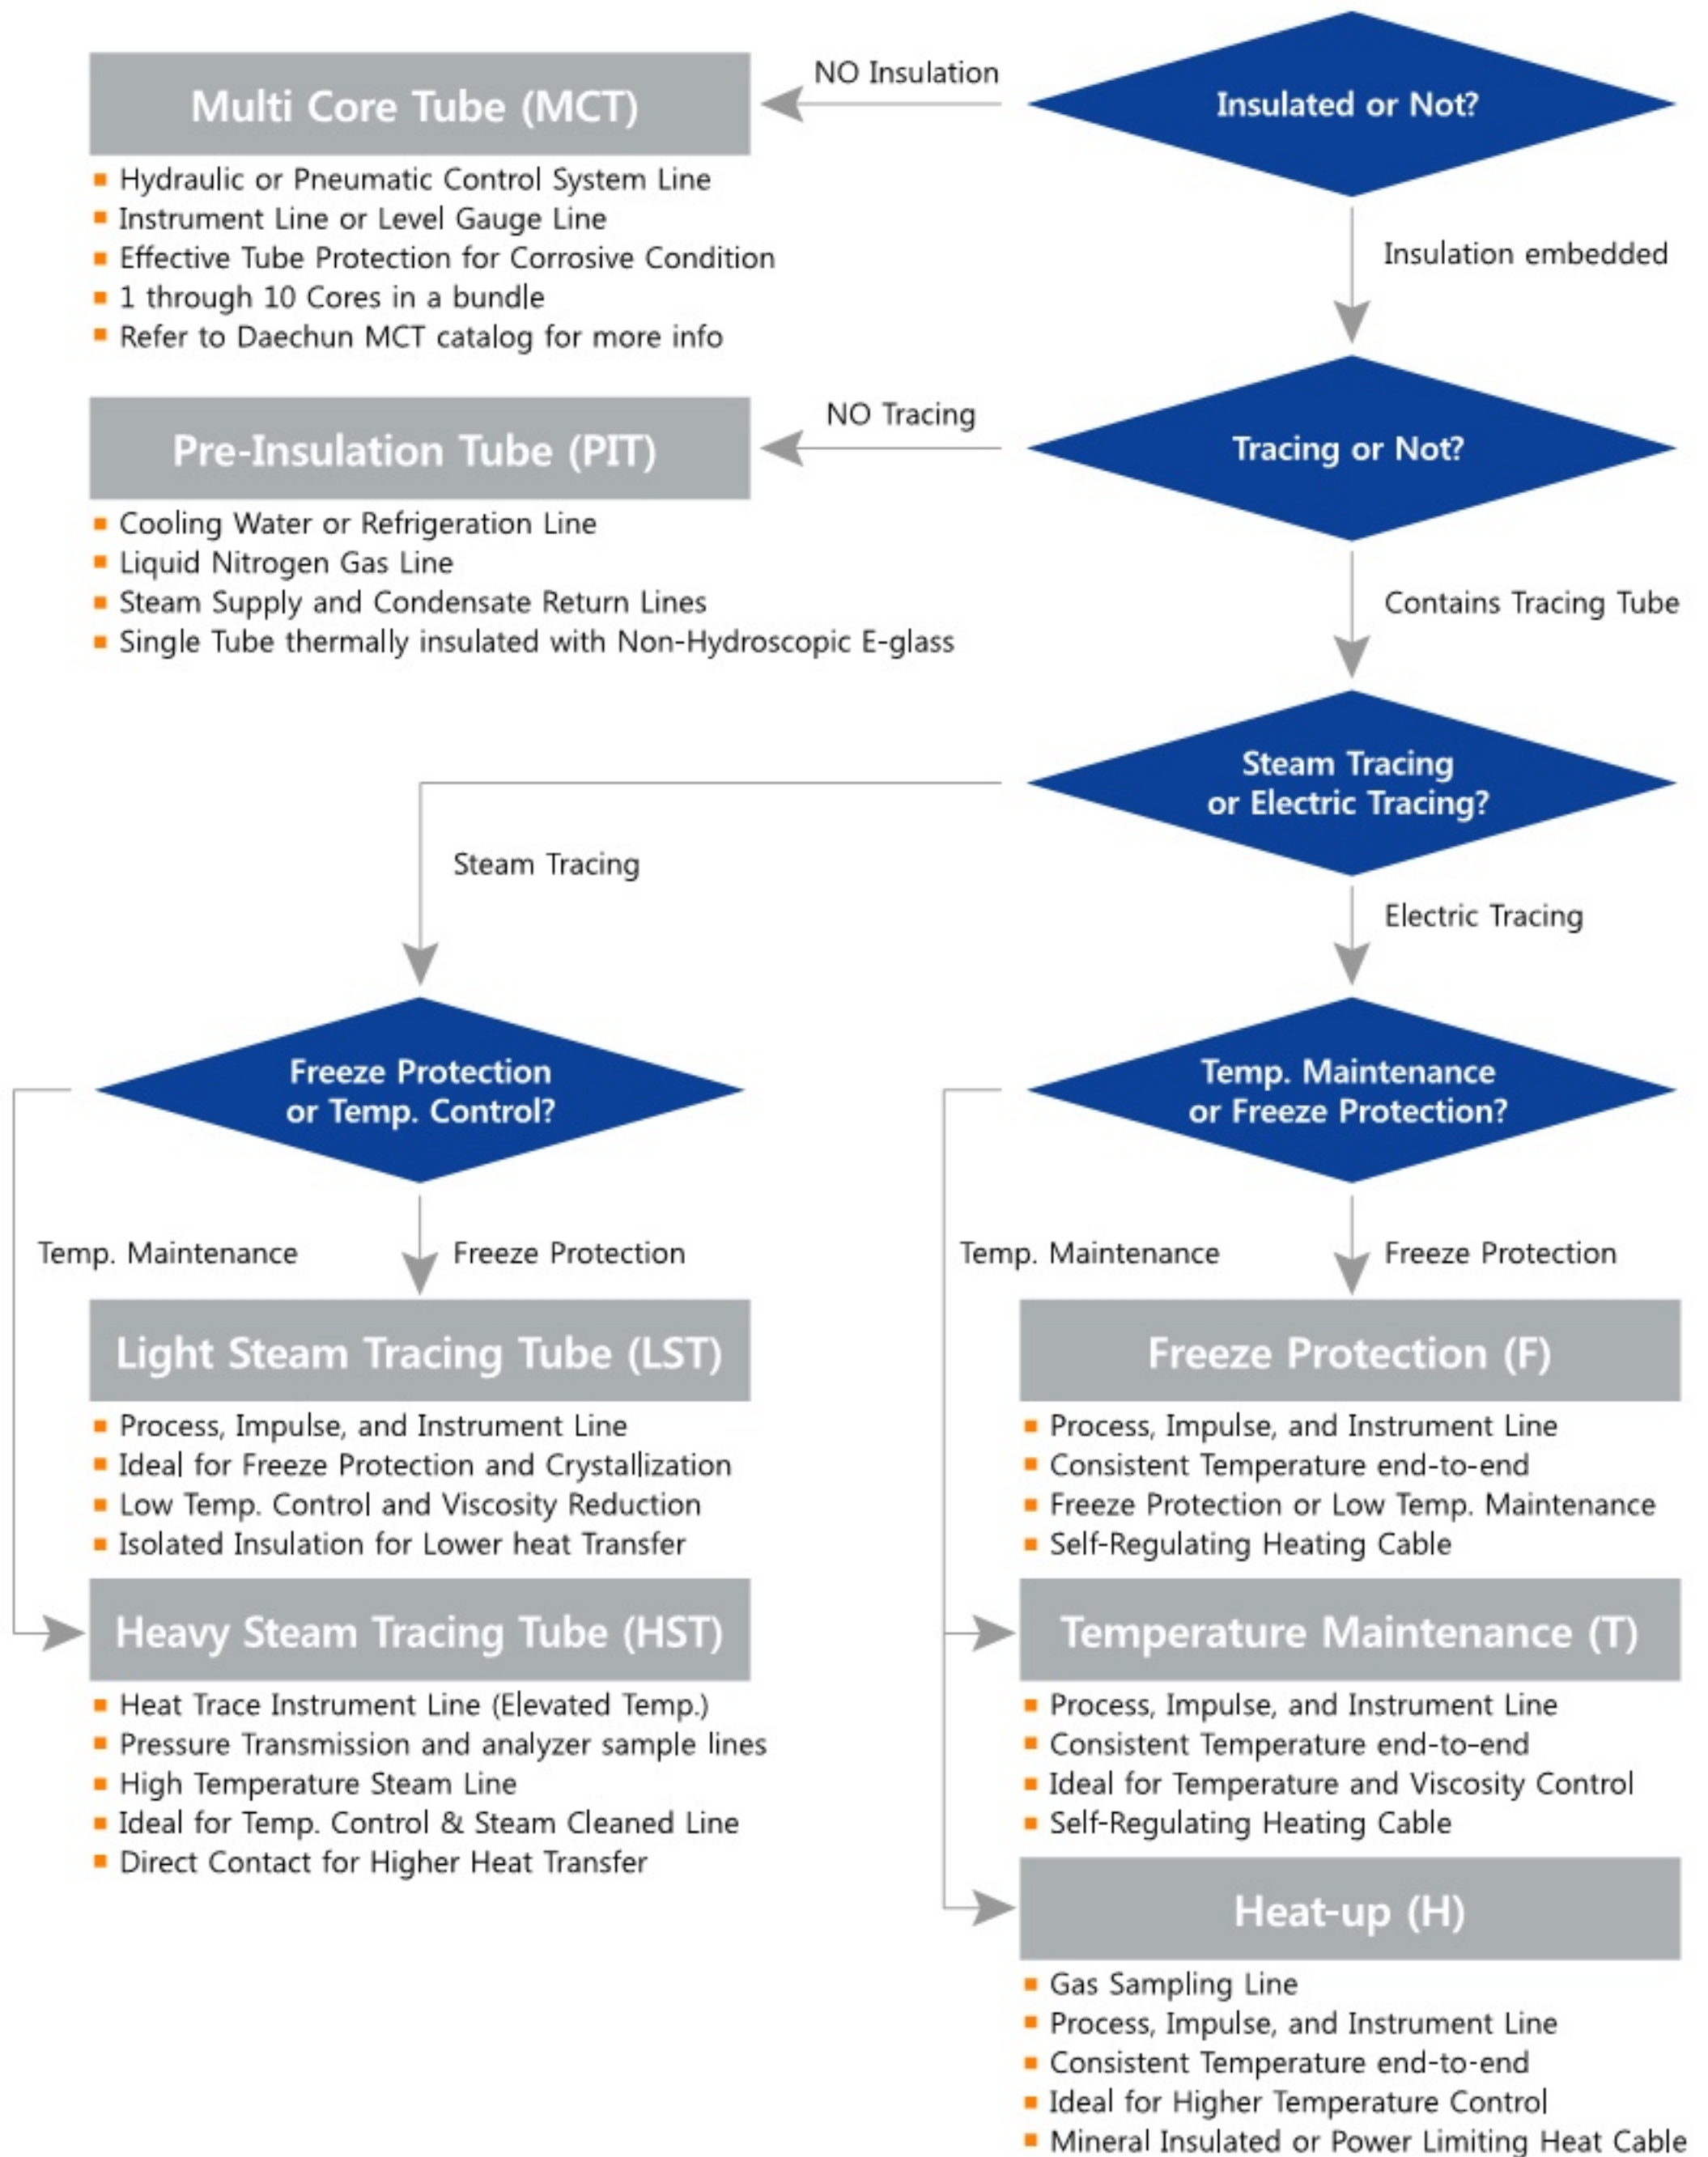 Insulated or Not?
NO Insulation
Multi Core Tube (MCT)
Hydraulic or Pneumatic Control System Line
Instrument Line or Level Gauge Line
Effective Tube Protection for Corrosive Condition
1 through 10 Cores in a bundle
Refer to Daechun MCT catalog for more info
Insulation embedded
Tracing or Not?
NO Tracing
Pre-Insulation Tube (PIT)
Cooling Water or Refrigeration Line
Liquid Nitrogen Gas Line
Steam Supply and Condensate Return Lines
Single Tube thermally insulated with Non-Hydroscopic E-glass
Contains Tracing Tube
Steam Tracing
or Electric Tracing?
Steam Tracing
Electric Tracing
Freeze Protection
or Temp. Control?
Temp. Maintenance
Freeze Protection
Light Steam Tracing Tube (LST)
Process, Impulse, and Instrument Line
Ideal for Freeze Protection and Crystallization
Low Temp. Control and Viscosity Reduction
Isolated Insulation for Lower heat Transfer
Heavy Steam Tracing Tube (HST)
Heat Trace Instrument Line (Elevated Temp.)
Pressure Transmission and analyzer sample lines
High Temperature Steam Line
Ideal for Temp. Control & Steam Cleaned Line
Direct Contact for Higher Heat Transfer
Temp. Maintenance
or Freeze Protection?
Temp. Maintenance
Freeze Protection
Freeze Protection (F)
Process, Impulse, and Instrument Line
Consistent Temperature end-to-end
Freeze Protection or Low Temp. Maintenance
Self-Regulating Heating Cable
Temperature Maintenance (T)
Process, Impulse, and Instrument Line
Consistent Temperature end-to-end
Ideal for Temperature and Viscosity Control
Self-Regulating Heating Cable
Heat-up (H)
Gas Sampling Line
Process, Impulse, and Instrument Line
Consistent Temperature end-to-end
Ideal for Higher Temperature Control
Mineral Insulated or Power Limiting Heat Cable